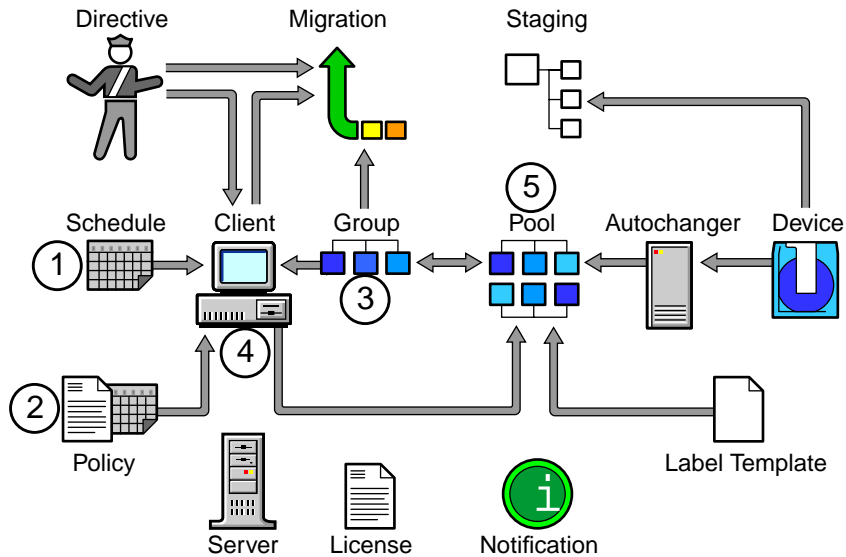 Directive
Migration
Staging
5
Schedule
Client
Group
Pool
Autochanger
Device
1
3
4
2
Policy
Label Template
i
Server
License
Notification